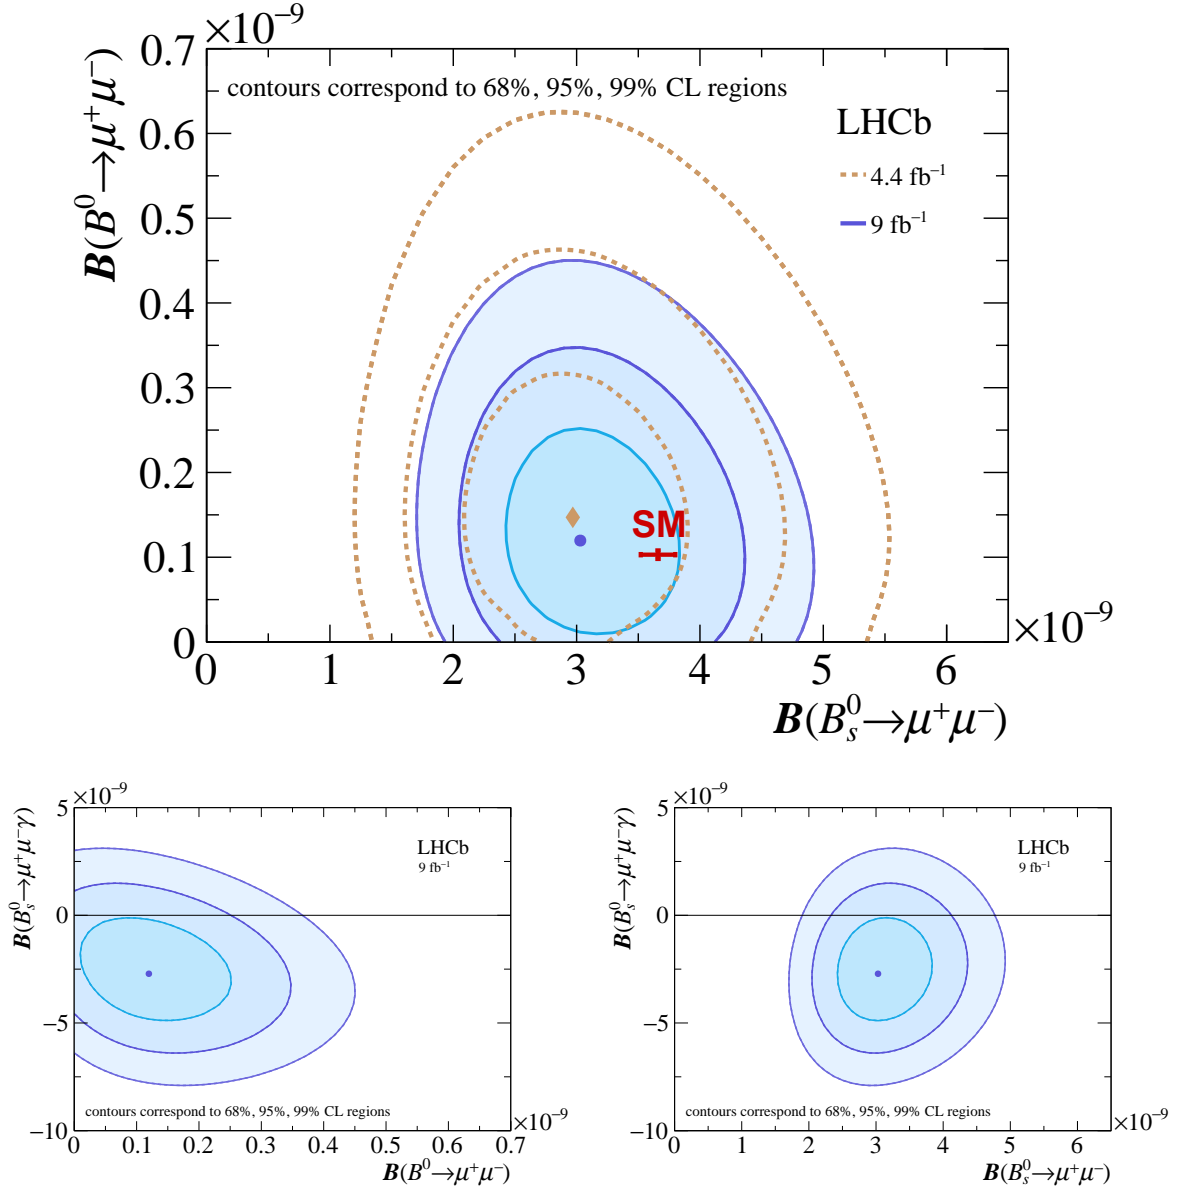 ×10⁻⁹
contours correspond to 68%, 95%, 99% CL regions
LHCb
4.4 fb⁻¹
9 fb⁻¹
SM
B(B⁰→μ⁺μ⁻)
0.7
0.6
0.5
0.4
0.3
0.2
0.1
0
0 1 2 3 4 5 6
×10⁻⁹
B(B⁰ₛ→μ⁺μ⁻)
×10⁻⁹
B(B⁰ₛ→μ⁺μ⁻γ)
5
0
−5
−10
LHCb
9 fb⁻¹
contours correspond to 68%, 95%, 99% CL regions
0 0.1 0.2 0.3 0.4 0.5 0.6 0.7
×10⁻⁹
B(B⁰→μ⁺μ⁻)
×10⁻⁹
B(B⁰ₛ→μ⁺μ⁻γ)
5
0
−5
−10
LHCb
9 fb⁻¹
contours correspond to 68%, 95%, 99% CL regions
0 1 2 3 4 5 6
×10⁻⁹
B(B⁰ₛ→μ⁺μ⁻)